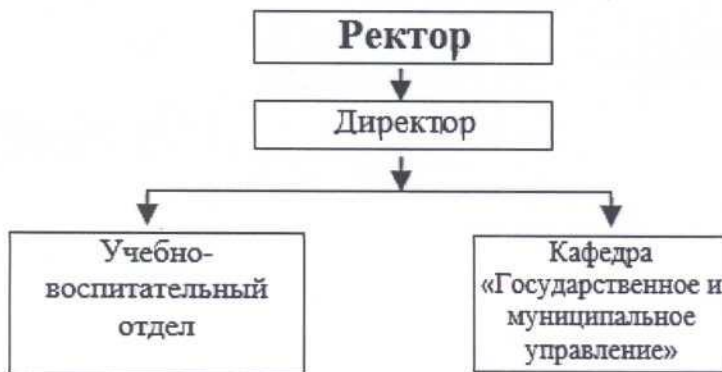 Ректор
Директор
Учебно-
воспитательный
отдел
Кафедра
«Государственное и
муниципальное
управление»